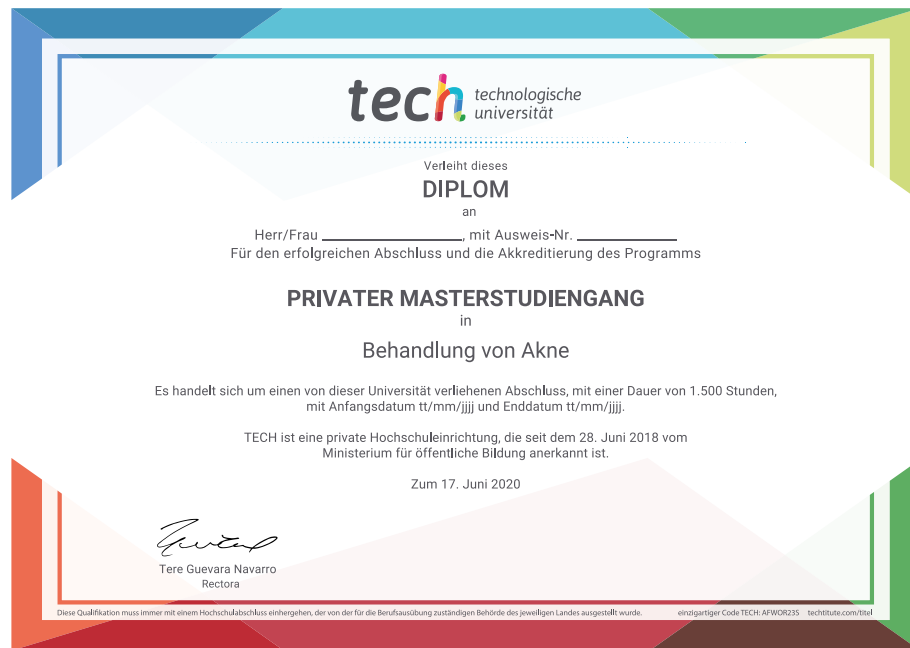 tech technologische
universität
Verleiht dieses
DIPLOM
an
Herr/Frau ____________________, mit Ausweis-Nr. ______________
Für den erfolgreichen Abschluss und die Akkreditierung des Programms
PRIVATER MASTERSTUDIENGANG
in
Behandlung von Akne
Es handelt sich um einen von dieser Universität verliehenen Abschluss, mit einer Dauer von 1.500 Stunden,
mit Anfangsdatum tt/mm/jjjj und Enddatum tt/mm/jjjj.
TECH ist eine private Hochschuleinrichtung, die seit dem 28. Juni 2018 vom
Ministerium für öffentliche Bildung anerkannt ist.
Zum 17. Juni 2020
Tere Guevara Navarro
Rectora
Diese Qualifikation muss immer mit einem Hochschulabschluss einhergehen, der von der für die Berufsausübung zuständigen Behörde des jeweiligen Landes ausgestellt wurde. einzigartiger Code TECH: AFWOR235 techtitute.com/titel